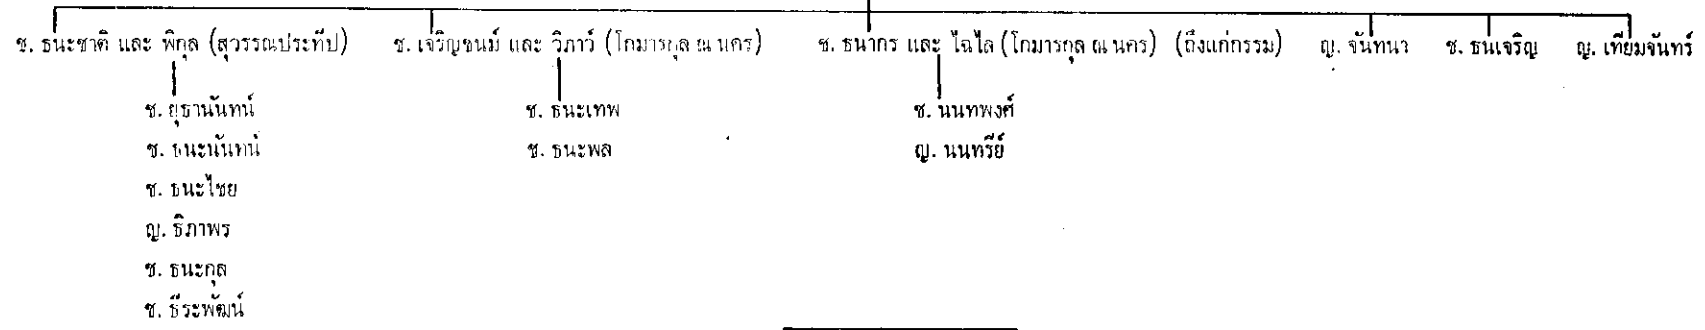 ช. ธนะชาติ และ พิกุล (สุวรรณประทีป) ช. เจริญชนม์ และ วิภาว์ (โกมารกุล ณ นคร) ช. ธนากร และ ไฉไล (โกมารกุล ณ นคร) (ถึงแก่กรรม) ญ. จันทนา ช. ธนเจริญ ญ. เทียมจันทร์
ช. ยุธานันทน์ ช. ธนะเทพ ช. นนทพงศ์
ช. ธนะนันทน์ ช. ธนะพล ญ. นนทรีย์
ช. ธนะไชย
ญ. ธิภาพร
ช. ธนะกุล
ช. ธีระพัฒน์